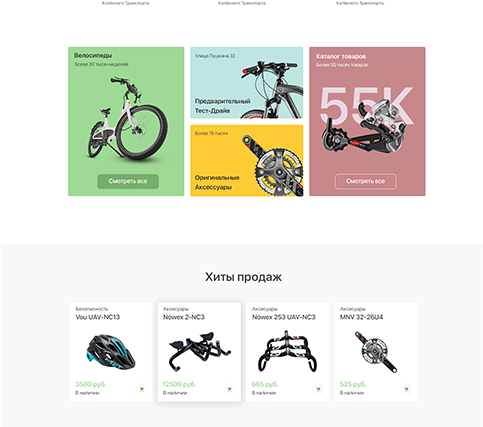 Колёсного Транспорта
Колёсного Транспорта
Колёсного Транспорта
Велосипеды
Более 30 тысяч моделей
Смотреть все
Улица Пушкина 32
Предварительный
Тест-Драйв
Более 15 тысяч
Оригинальные
Аксессуары
Каталог товаров
Более 55 тысяч товаров
55K
Смотреть все
Хиты продаж
Безопасность
Vou UAV-NC13
3500 руб.
В наличии
Аксессуары
Nowex 2-NC3
12500 руб.
В наличии
Аксессуары
Nowex 253 UAV-NC3
665 руб.
В наличии
Аксессуары
MNV 32-26U4
525 руб.
В наличии